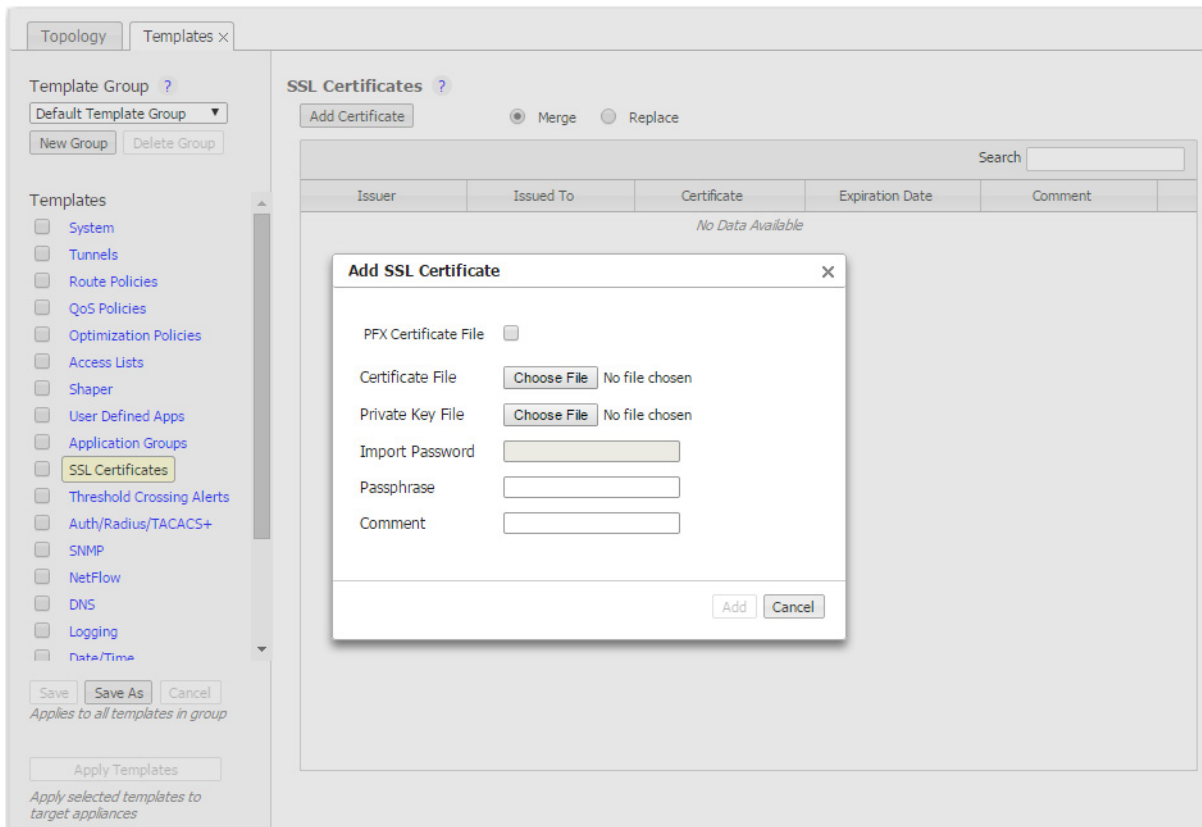 Topology
Templates ×
Template Group ?
Default Template Group
New Group
Delete Group
Templates
System
Tunnels
Route Policies
QoS Policies
Optimization Policies
Access Lists
Shaper
User Defined Apps
Application Groups
SSL Certificates
Threshold Crossing Alerts
Auth/Radius/TACACS+
SNMP
NetFlow
DNS
Logging
Date/Time
Save
Save As
Cancel
Applies to all templates in group
Apply Templates
Apply selected templates to
target appliances
SSL Certificates ?
Add Certificate
Merge
Replace
Search
Issuer
Issued To
Certificate
Expiration Date
Comment
No Data Available
Add SSL Certificate ×
PFX Certificate File
Certificate File Choose File No file chosen
Private Key File Choose File No file chosen
Import Password
Passphrase
Comment
Add
Cancel